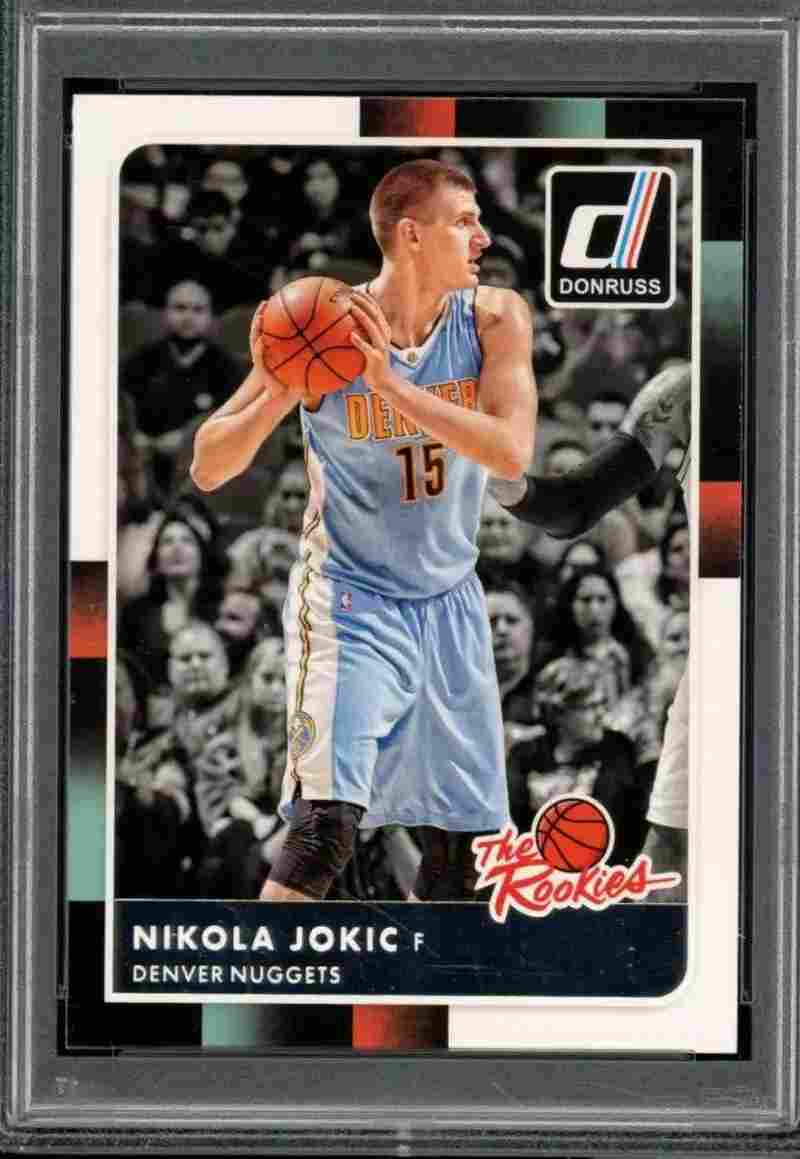 d
DONRUSS
DENVER
15
The
Rookies
NIKOLA JOKIC F
DENVER NUGGETS